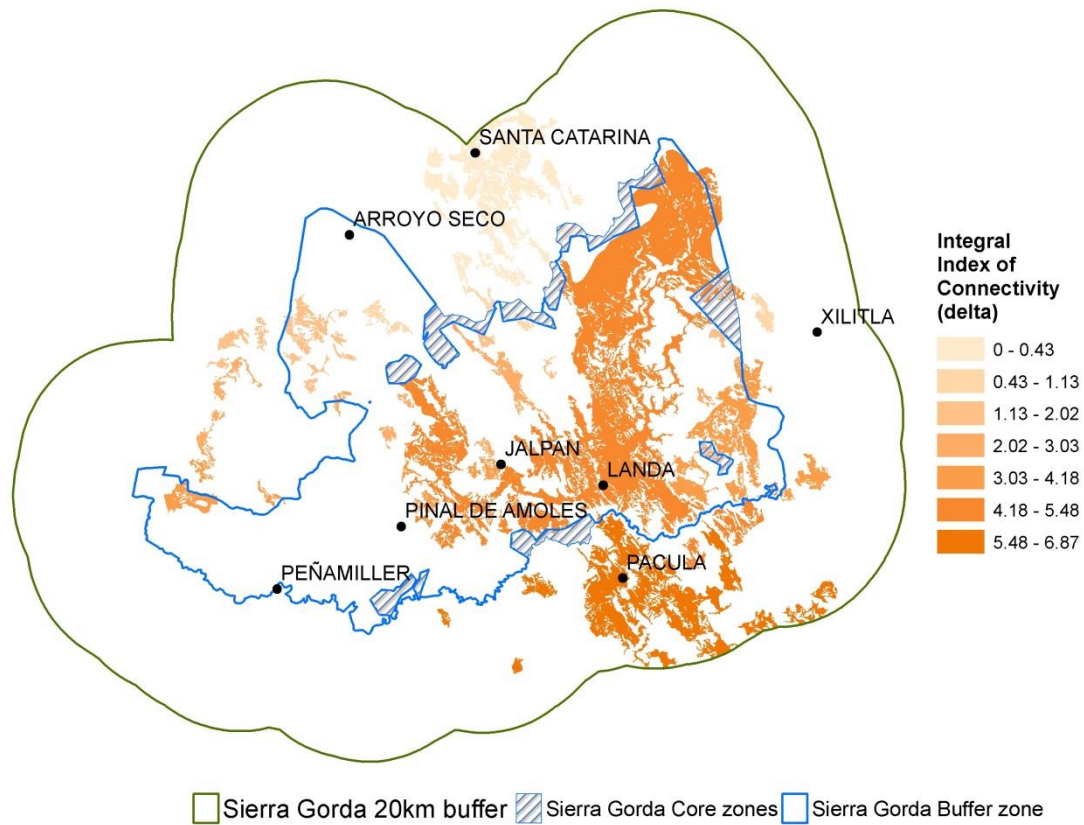 SANTA CATARINA
ARROYO SECO
XILITLA
JALPAN
LANDA
PINAL DE AMOLES
PACULA
PEÑAMILLER
Integral
Index of
Connectivity
(delta)
0 - 0.43
0.43 - 1.13
1.13 - 2.02
2.02 - 3.03
3.03 - 4.18
4.18 - 5.48
5.48 - 6.87
Sierra Gorda 20km buffer Sierra Gorda Core zones Sierra Gorda Buffer zone